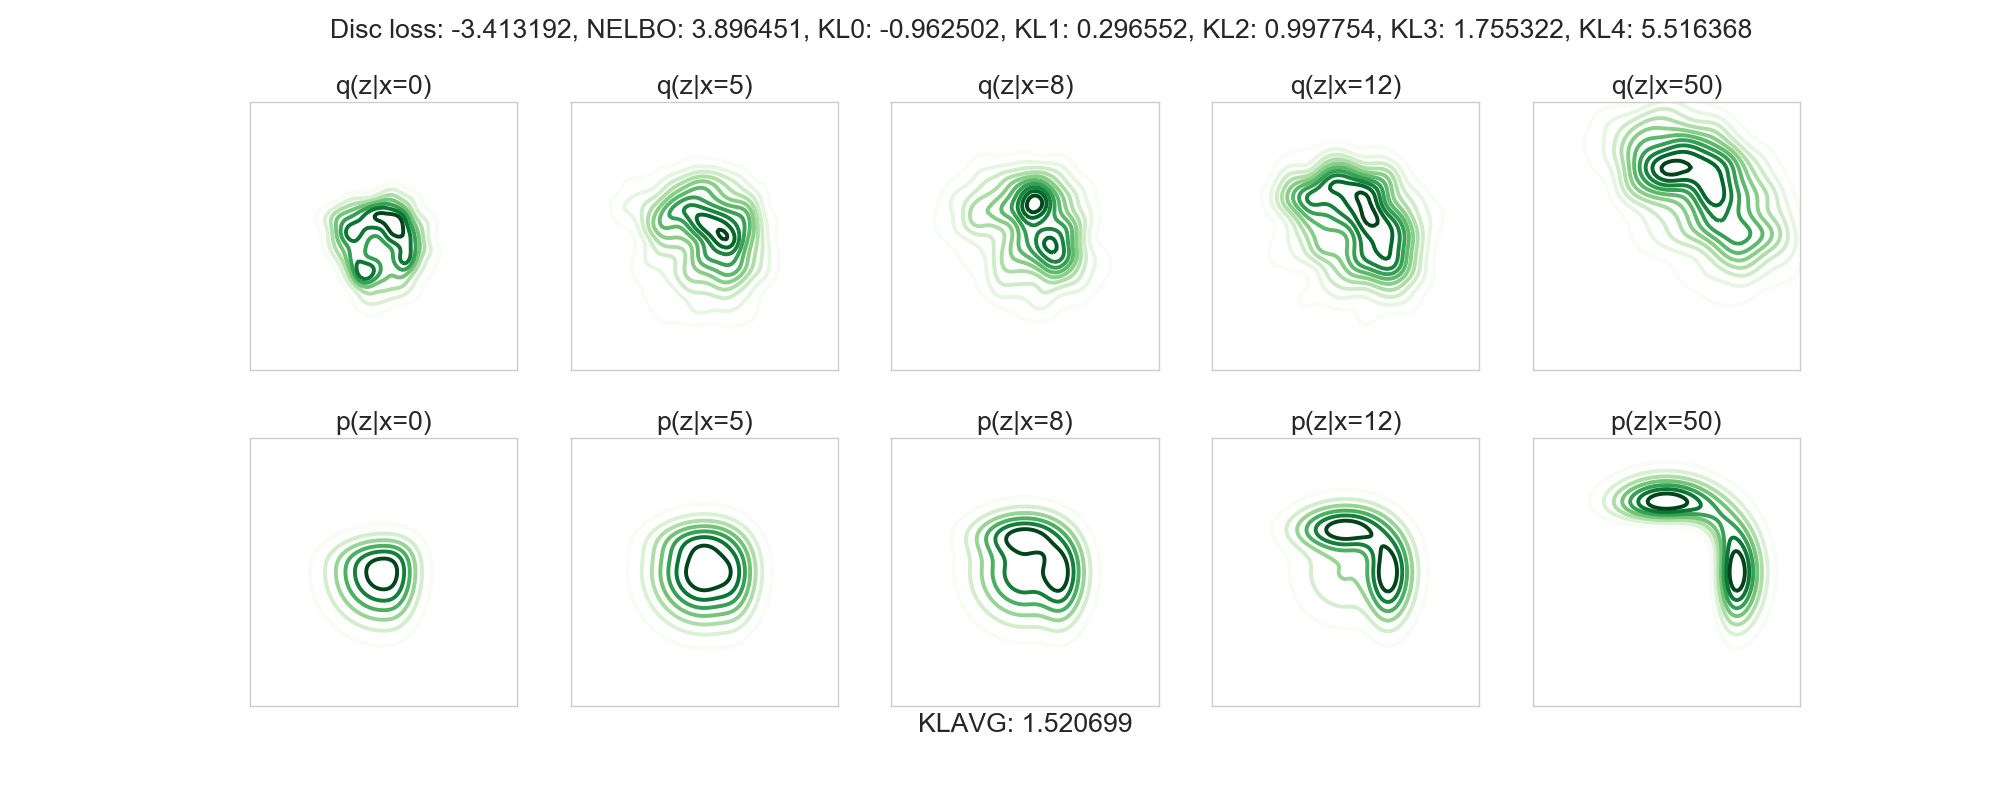 Disc loss: -3.413192, NELBO: 3.896451, KL0: -0.962502, KL1: 0.296552, KL2: 0.997754, KL3: 1.755322, KL4: 5.516368
q(z|x=0) q(z|x=5) q(z|x=8) q(z|x=12) q(z|x=50)
p(z|x=0) p(z|x=5) p(z|x=8) p(z|x=12) p(z|x=50)
KLAVG: 1.520699